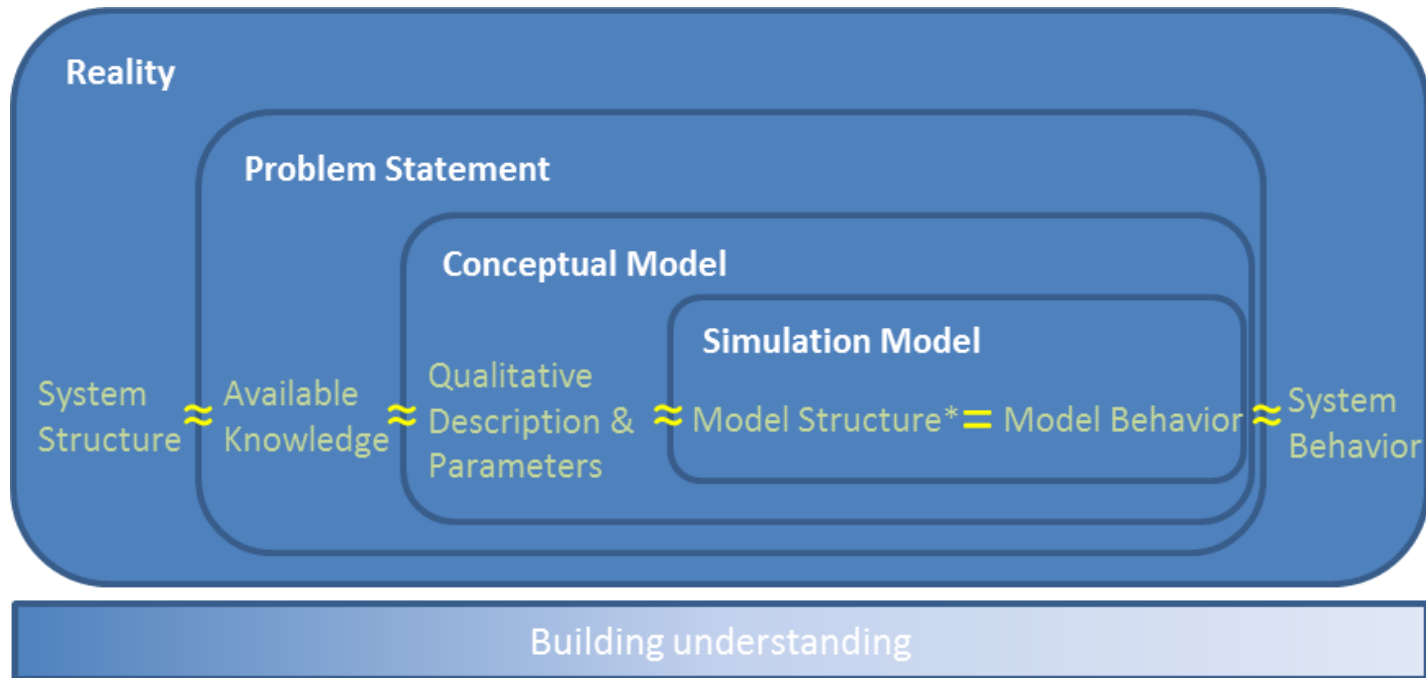 Reality
Problem Statement
Conceptual Model
Simulation Model
System
Structure
≈
Available
Knowledge
≈
Qualitative
Description &
Parameters
≈
Model Structure*
=
Model Behavior
≈
System
Behavior
Building understanding